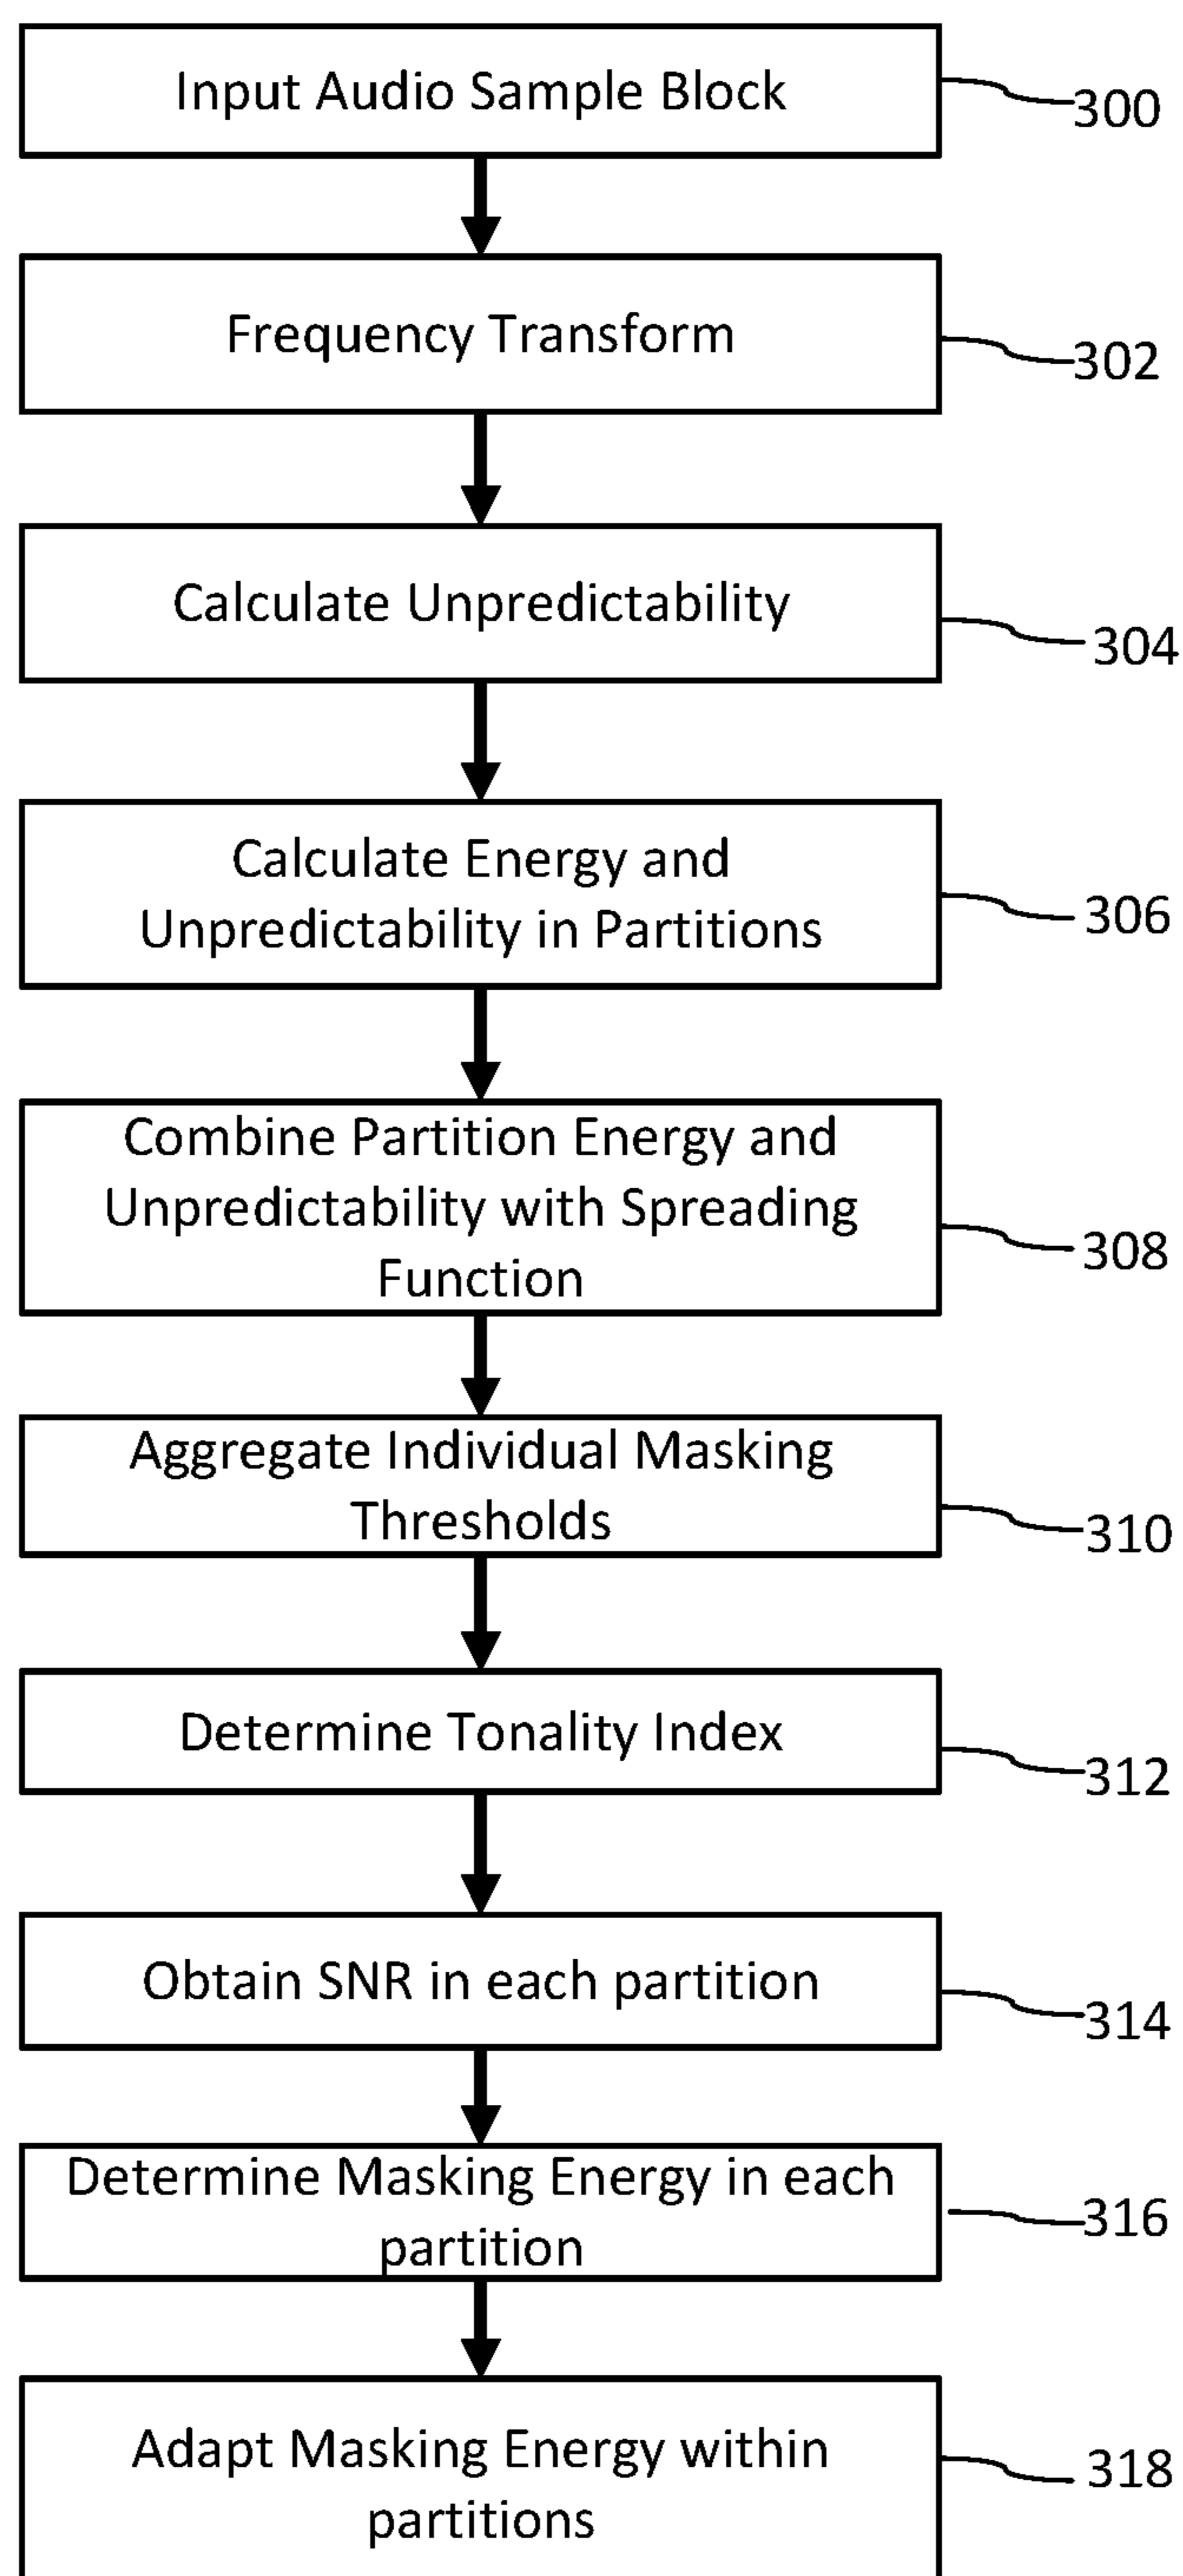 Input Audio Sample Block
300
Frequency Transform
302
Calculate Unpredictability
304
Calculate Energy and
Unpredictability in Partitions
306
Combine Partition Energy and
Unpredictability with Spreading
Function
308
Aggregate Individual Masking
Thresholds
310
Determine Tonality Index
312
Obtain SNR in each partition
314
Determine Masking Energy in each
partition
316
Adapt Masking Energy within
partitions
318